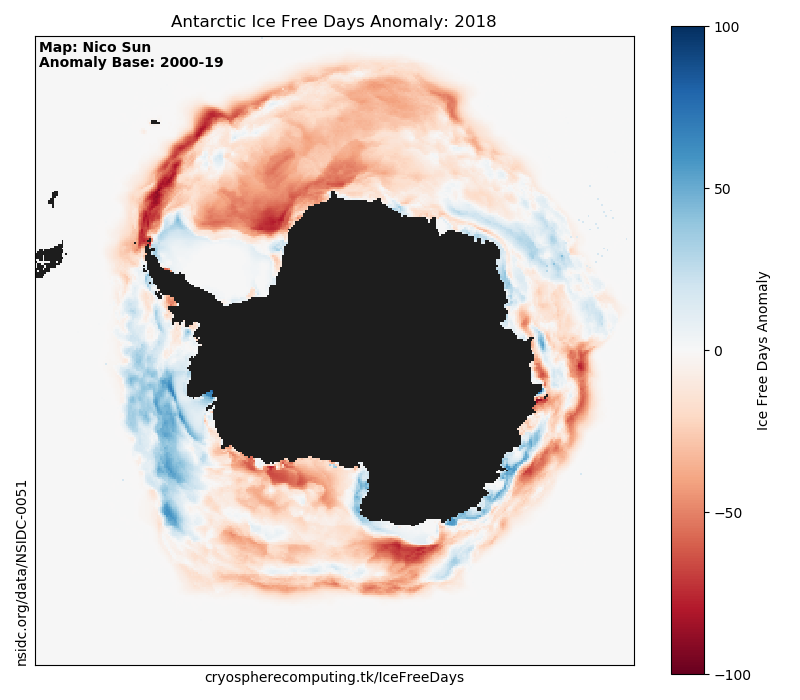 Antarctic Ice Free Days Anomaly: 2018
Map: Nico Sun
Anomaly Base: 2000-19
100
50
0
−50
−100
Ice Free Days Anomaly
nsidc.org/data/NSIDC-0051
cryospherecomputing.tk/IceFreeDays